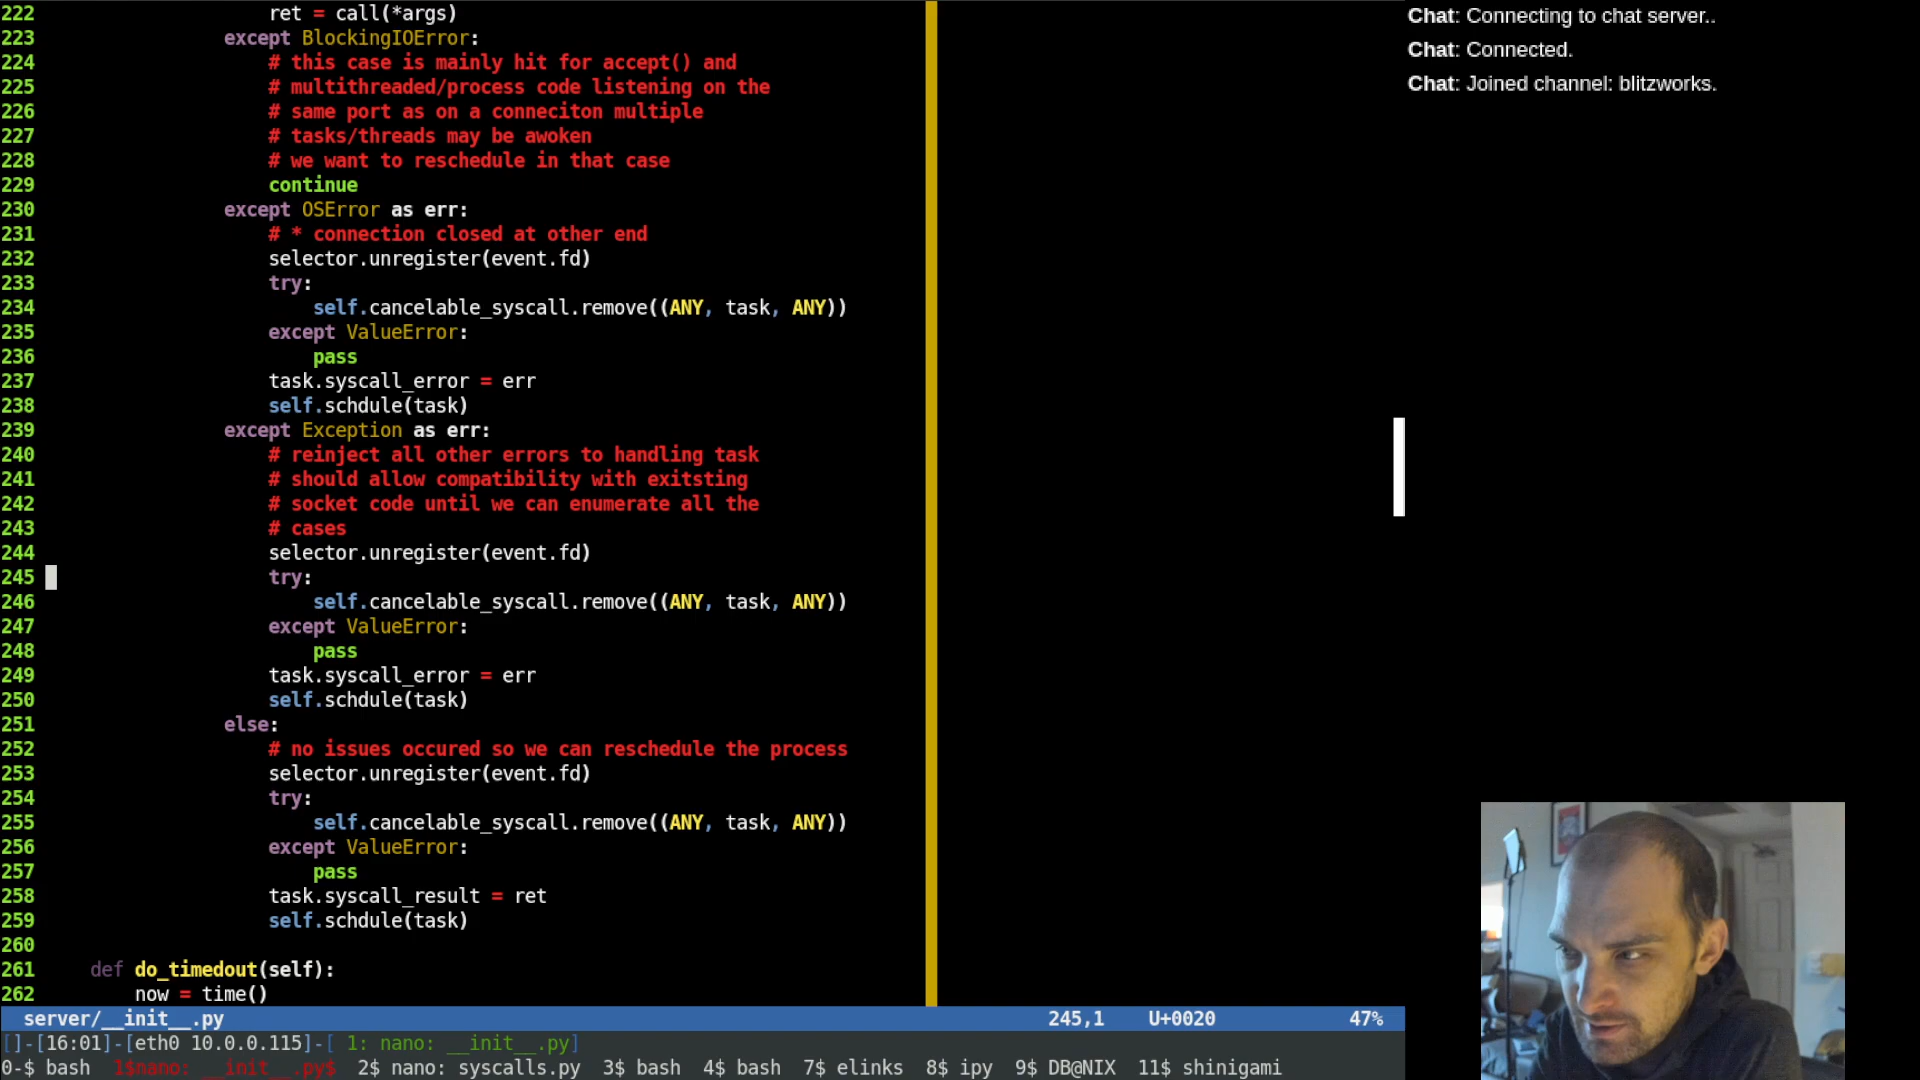 222 ret = call(*args)
223 except BlockingIOError:
224 # this case is mainly hit for accept() and
225 # multithreaded/process code listening on the
226 # same port as on a conneciton multiple
227 # tasks/threads may be awoken
228 # we want to reschedule in that case
229 continue
230 except OSError as err:
231 # * connection closed at other end
232 selector.unregister(event.fd)
233 try:
234 self.cancelable_syscall.remove((ANY, task, ANY))
235 except ValueError:
236 pass
237 task.syscall_error = err
238 self.schdule(task)
239 except Exception as err:
240 # reinject all other errors to handling task
241 # should allow compatibility with exitsting
242 # socket code until we can enumerate all the
243 # cases
244 selector.unregister(event.fd)
245 try:
246 self.cancelable_syscall.remove((ANY, task, ANY))
247 except ValueError:
248 pass
249 task.syscall_error = err
250 self.schdule(task)
251 else:
252 # no issues occured so we can reschedule the process
253 selector.unregister(event.fd)
254 try:
255 self.cancelable_syscall.remove((ANY, task, ANY))
256 except ValueError:
257 pass
258 task.syscall_result = ret
259 self.schdule(task)
260
261 def do_timedout(self):
262 now = time()
server/__init__.py 245,1 U+0020 47%
[]-[16:01]-[eth0 10.0.0.115]-[ 1: nano: __init__.py]
0-$ bash 1$nano: __init__.py$ 2$ nano: syscalls.py 3$ bash 4$ bash 7$ elinks 8$ ipy 9$ DB@NIX 11$ shinigami
Chat: Connecting to chat server..
Chat: Connected.
Chat: Joined channel: blitzworks.